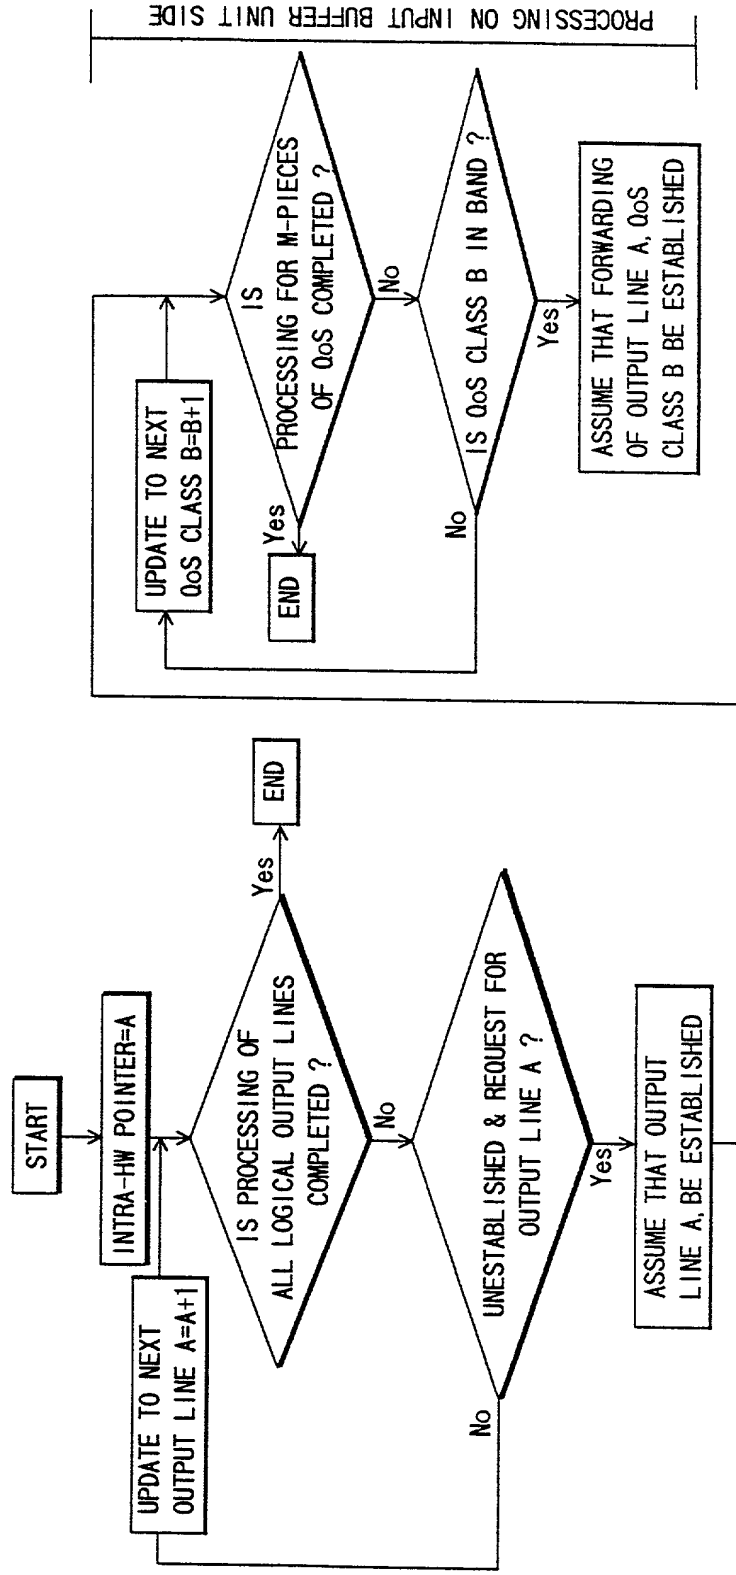 START
INTRA-HW POINTER=A
UPDATE TO NEXT
OUTPUT LINE A=A+1
IS PROCESSING OF
ALL LOGICAL OUTPUT LINES
COMPLETED ?
Yes
END
No
UNESTABLISHED & REQUEST FOR
OUTPUT LINE A ?
No
Yes
ASSUME THAT OUTPUT
LINE A, BE ESTABLISHED
UPDATE TO NEXT
QoS CLASS B=B+1
IS
PROCESSING FOR M-PIECES
OF QoS COMPLETED ?
Yes
END
No
IS QoS CLASS B IN BAND ?
No
Yes
ASSUME THAT FORWARDING
OF OUTPUT LINE A, QoS
CLASS B BE ESTABLISHED
PROCESSING ON INPUT BUFFER UNIT SIDE